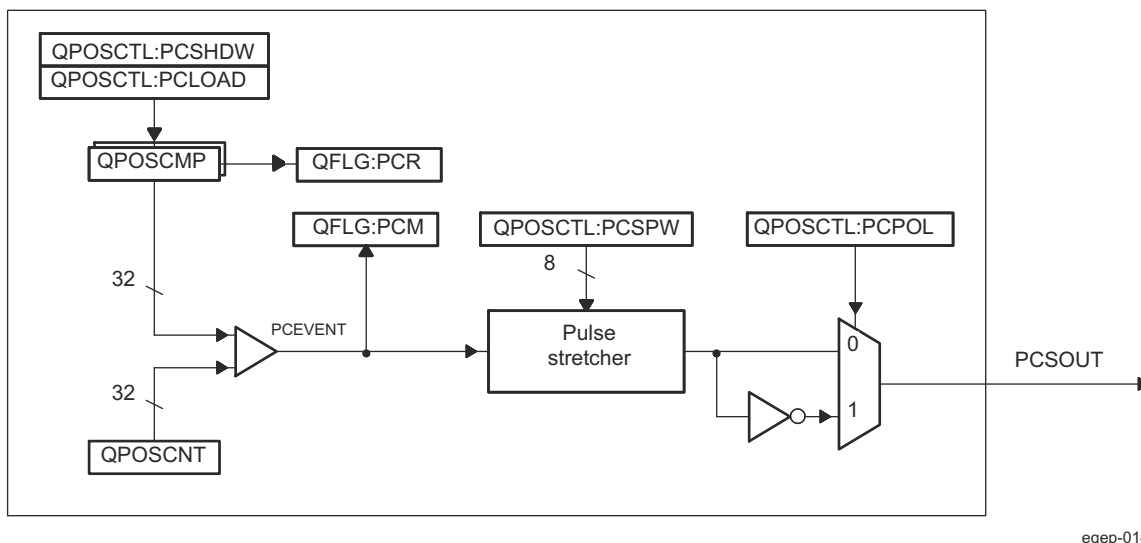 QPOSCTL:PCSHDW
QPOSCTL:PCLOAD
QPOSCMP
QFLG:PCR
QFLG:PCM
QPOSCTL:PCSPW
QPOSCTL:PCPOL
8
32
PCEVENT
Pulse
stretcher
0
PCSOUT
32
1
QPOSCNT